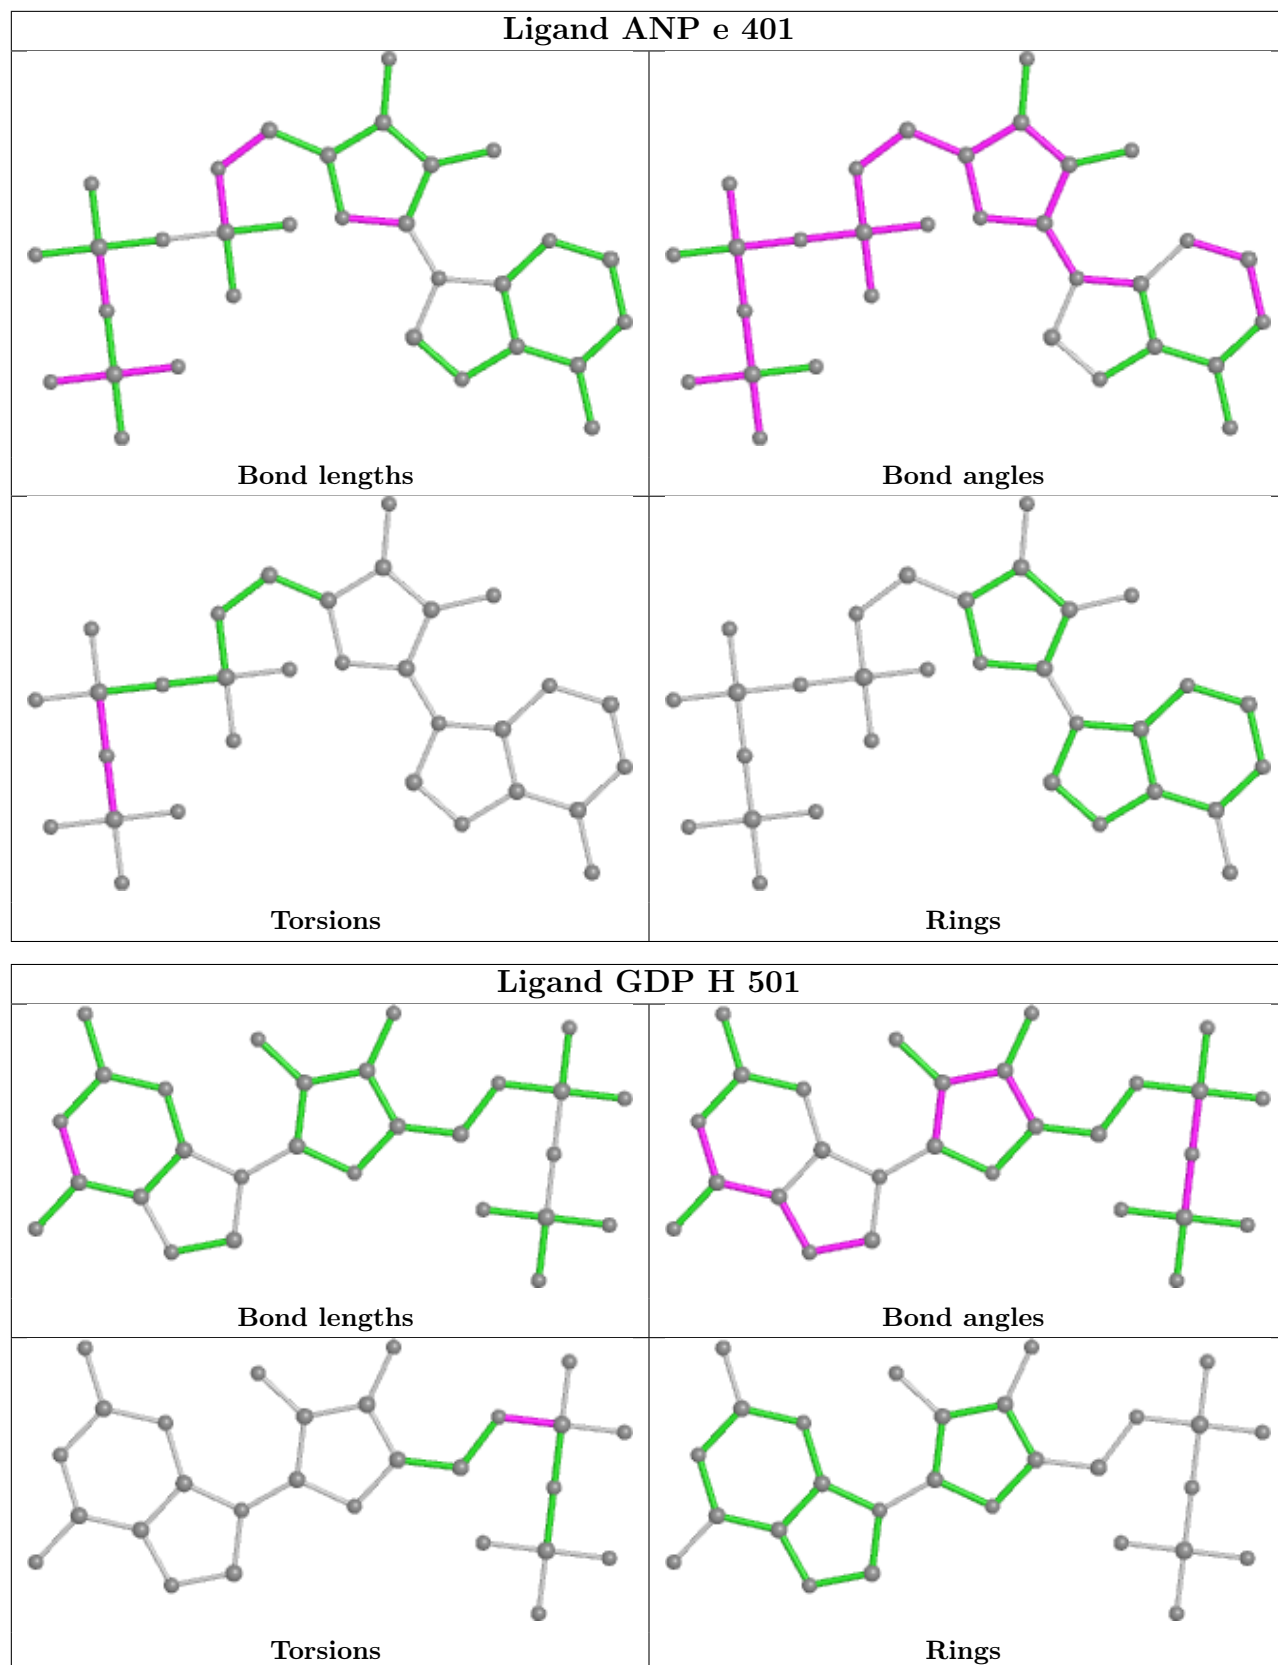 Ligand ANP e 401
Bond lengths
Bond angles
Torsions
Rings
Ligand GDP H 501
Bond lengths
Bond angles
Torsions
Rings